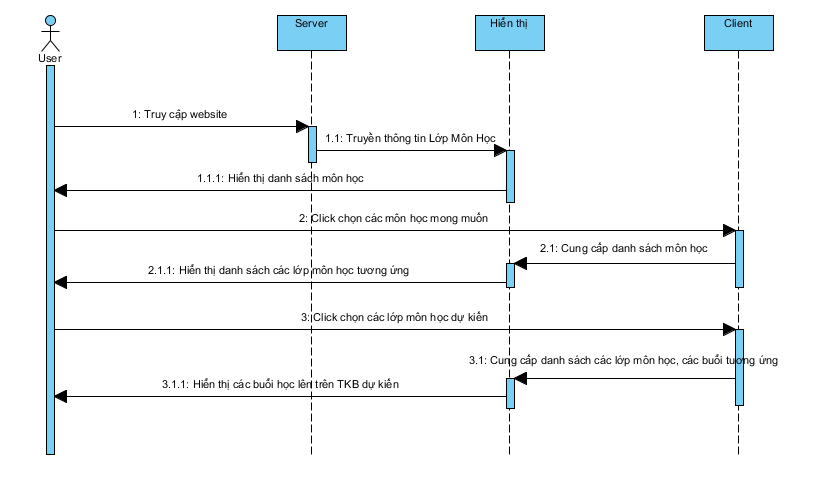 User
Server
Hiển thị
Client
1: Truy cập website
1.1: Truyền thông tin Lớp Môn Học
1.1.1: Hiển thị danh sách môn học
2: Click chọn các môn học mong muốn
2.1: Cung cấp danh sách môn học
2.1.1: Hiển thị danh sách các lớp môn học tương ứng
3: Click chọn các lớp môn học dự kiến
3.1: Cung cấp danh sách các lớp môn học, các buổi tương ứng
3.1.1: Hiển thị các buổi học lên trên TKB dự kiến